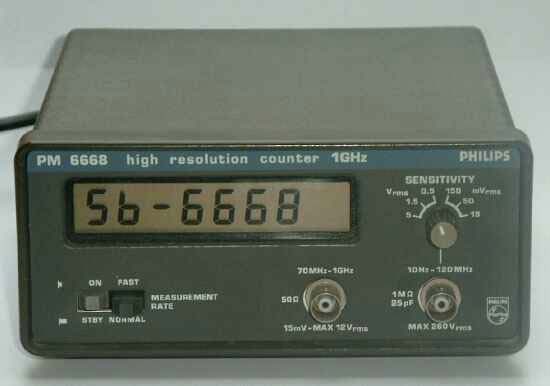 PM 6668 high resolution counter 1GHz PHILIPS
Sb-6668
SENSITIVITY
Vrms 0.5 150 mVrms
1.5 50
5 15
ON FAST
STBY NORMAL
MEASUREMENT
RATE
70MHz-1GHz
50Ω
15mV-MAX 12Vrms
10Hz-120MHz
1MΩ
25pF
MAX 260Vrms
PHILIPS